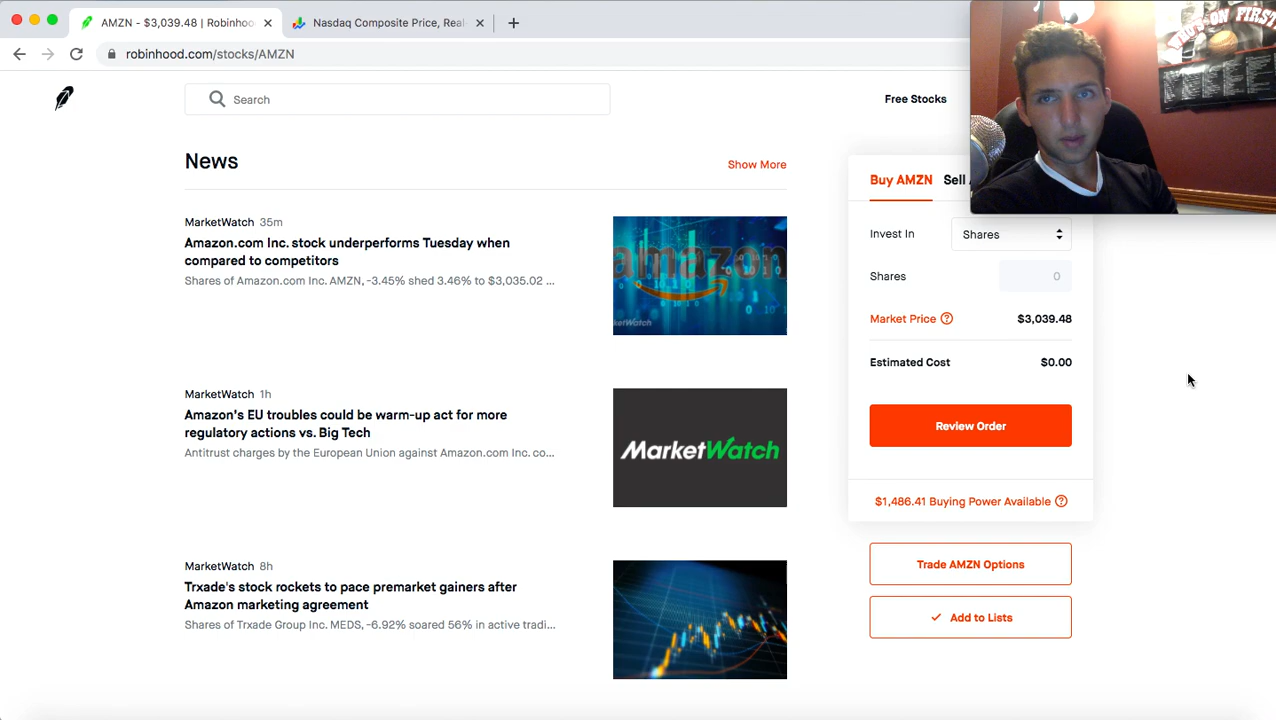 AMZN - $3,039.48 | Robinhoo
Nasdaq Composite Price, Real-
robinhood.com/stocks/AMZN
WHO'S ON FIRST
Search
Free Stocks
News
Show More
Buy AMZN
Sell
MarketWatch 35m
Amazon.com Inc. stock underperforms Tuesday when
compared to competitors
Shares of Amazon.com Inc. AMZN, -3.45% shed 3.46% to $3,035.02 ...
amazon
rketWatch
Invest In
Shares
Shares
0
Market Price
$3,039.48
Estimated Cost
$0.00
Review Order
$1,486.41 Buying Power Available
Trade AMZN Options
Add to Lists
MarketWatch 1h
Amazon's EU troubles could be warm-up act for more
regulatory actions vs. Big Tech
Antitrust charges by the European Union against Amazon.com Inc. co...
MarketWatch
MarketWatch 8h
Trxade's stock rockets to pace premarket gainers after
Amazon marketing agreement
Shares of Trxade Group Inc. MEDS, -6.92% soared 56% in active tradi...